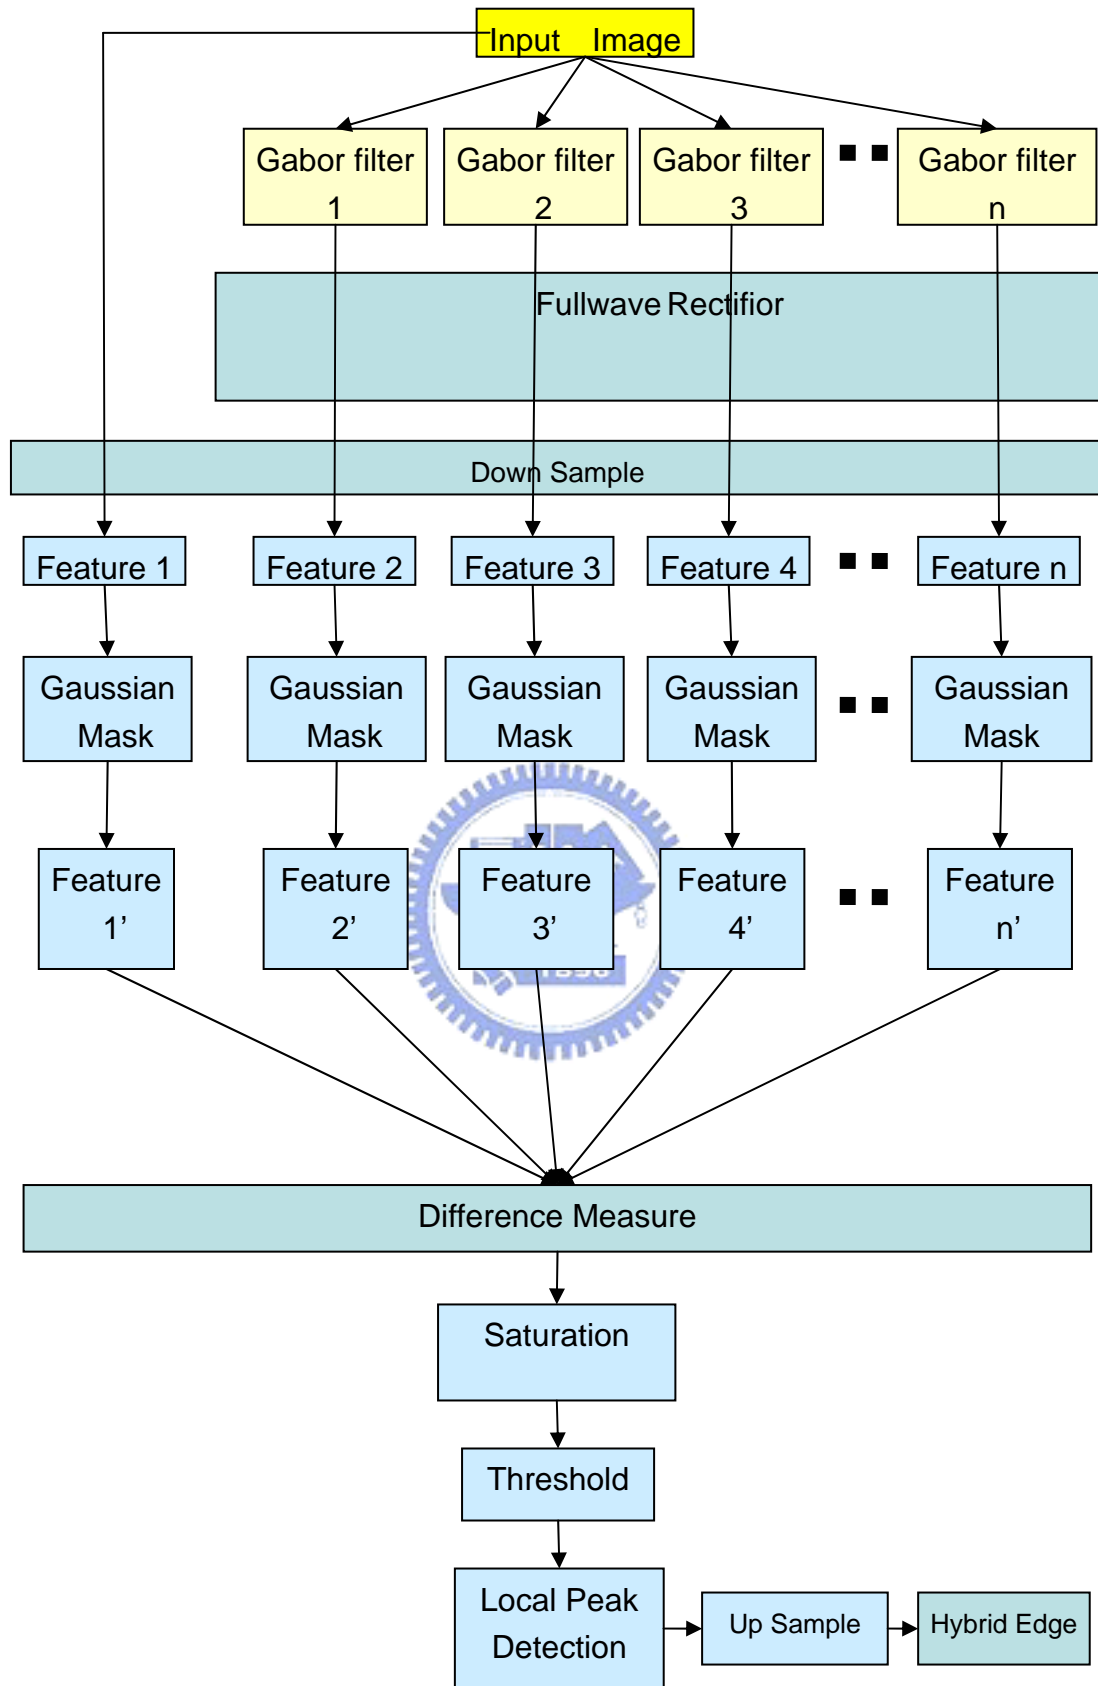 Input Image
Gabor filter
1
Gabor filter
2
Gabor filter
3
Gabor filter
n
Fullwave Rectifior
Down Sample
Feature 1
Feature 2
Feature 3
Feature 4
Feature n
Gaussian
Mask
Gaussian
Mask
Gaussian
Mask
Gaussian
Mask
Gaussian
Mask
Feature
1’
Feature
2’
Feature
3’
Feature
4’
Feature
n’
Difference Measure
Saturation
Threshold
Local Peak
Detection
Up Sample
Hybrid Edge